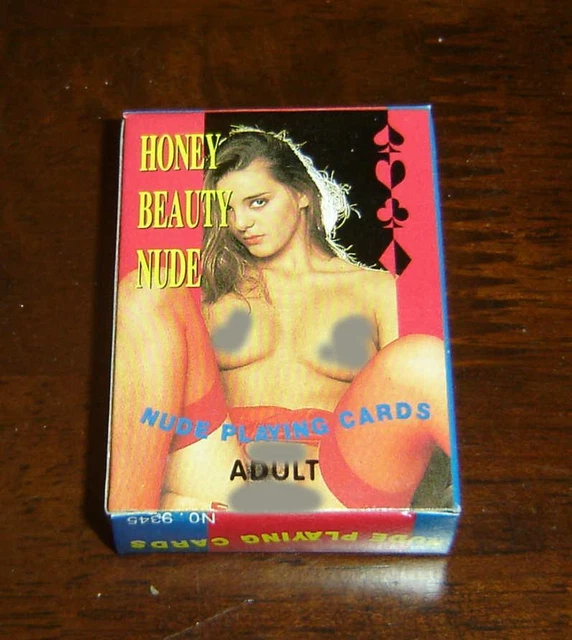 HONEY
BEAUTY
NUDE
NUDE PLAYING CARDS
ADULT
NO. 9345
NUDE PLAYING CARDS